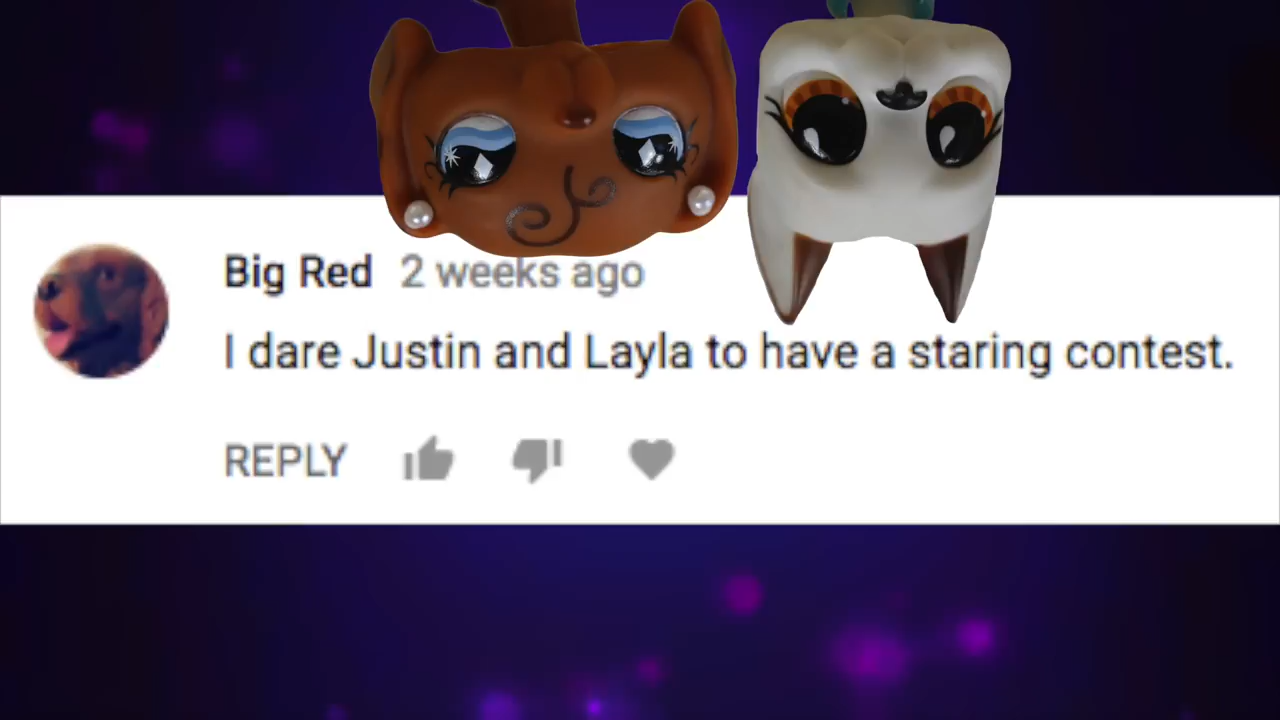 Big Red 2 weeks ago
I dare Justin and Layla to have a staring contest.
REPLY